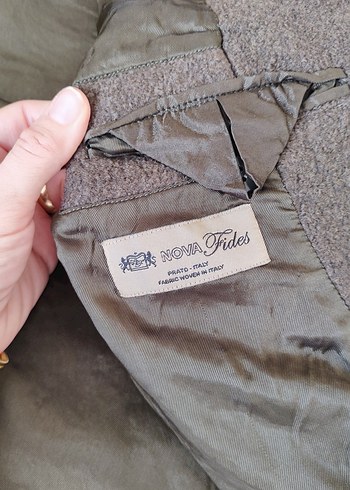 NOVA Fides
PRATO - ITALY
FABRIC WOVEN IN ITALY